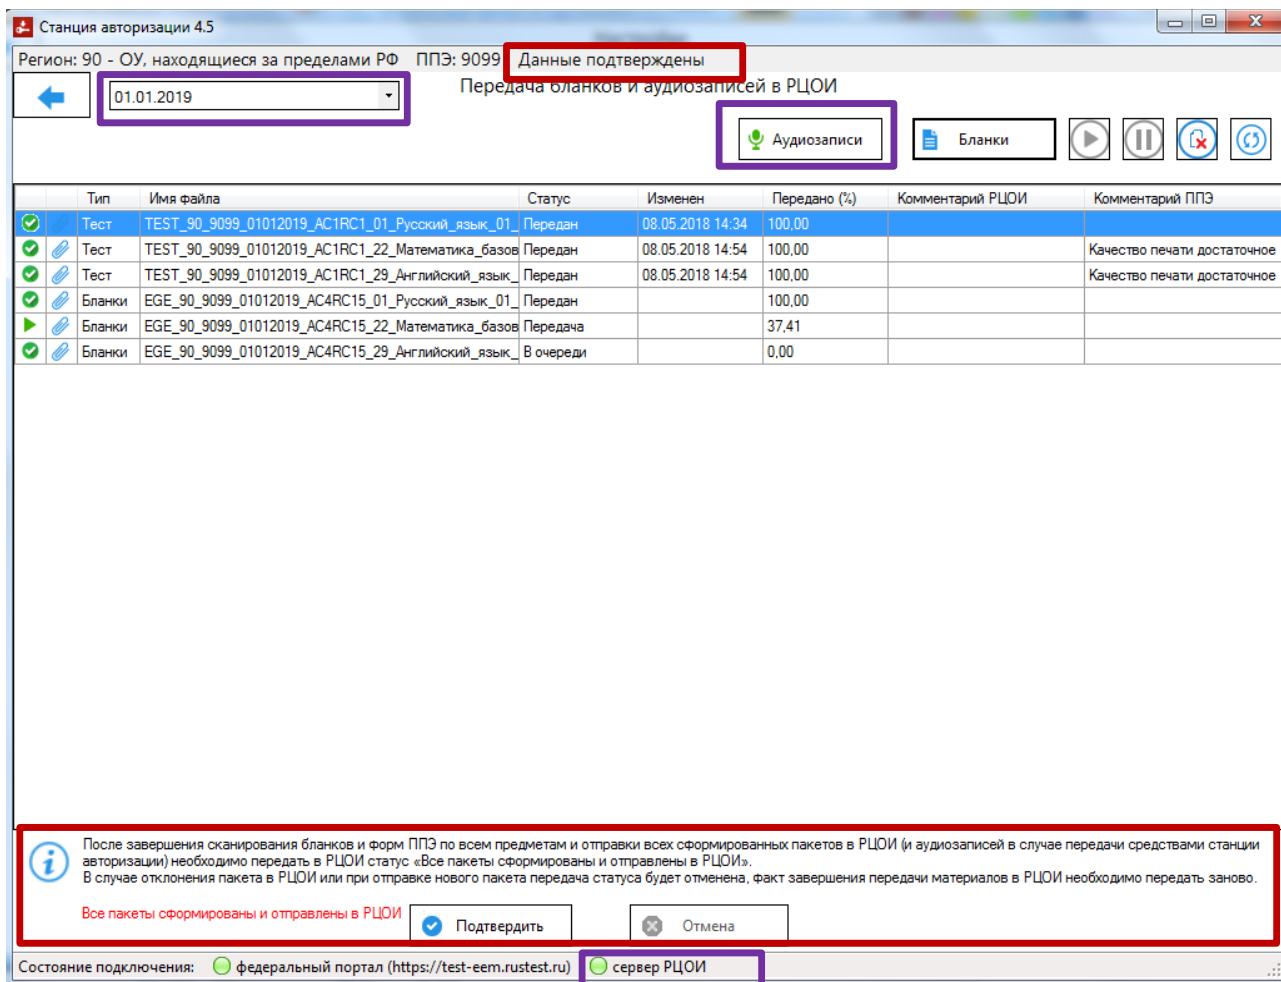 Станция авторизации 4.5
Регион: 90 - ОУ, находящиеся за пределами РФ ППЭ: 9099 Данные подтверждены
01.01.2019
Передача бланков и аудиозаписей в РЦОИ
Аудиозаписи Бланки
Тип Имя файла Статус Изменен Передано (%) Комментарий РЦОИ Комментарий ППЭ
Тест TEST_90_9099_01012019_AC1RC1_01_Русский_язык_01_ Передан 08.05.2018 14:34 100,00
Тест TEST_90_9099_01012019_AC1RC1_22_Математика_базов Передан 08.05.2018 14:54 100,00 Качество печати достаточное
Тест TEST_90_9099_01012019_AC1RC1_29_Английский_язык_ Передан 08.05.2018 14:54 100,00 Качество печати достаточное
Бланки EGE_90_9099_01012019_AC4RC15_01_Русский_язык_01_ Передан 100,00
Бланки EGE_90_9099_01012019_AC4RC15_22_Математика_базов Передача 37,41
Бланки EGE_90_9099_01012019_AC4RC15_29_Английский_язык_ В очереди 0,00
После завершения сканирования бланков и форм ППЭ по всем предметам и отправки всех сформированных пакетов в РЦОИ (и аудиозаписей в случае передачи средствами станции
авторизации) необходимо передать в РЦОИ статус «Все пакеты сформированы и отправлены в РЦОИ».
В случае отклонения пакета в РЦОИ или при отправке нового пакета передача статуса будет отменена, факт завершения передачи материалов в РЦОИ необходимо передать заново.
Все пакеты сформированы и отправлены в РЦОИ Подтвердить Отмена
Состояние подключения: федеральный портал (https://test-eem.rustest.ru) сервер РЦОИ